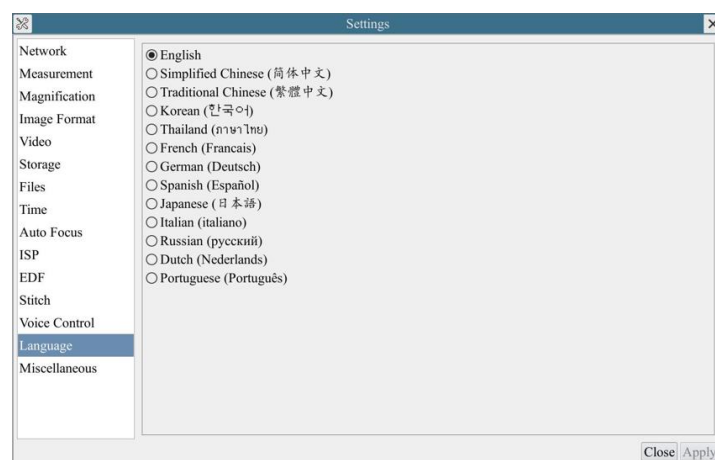 Settings
Network
Measurement
Magnification
Image Format
Video
Storage
Files
Time
Auto Focus
ISP
EDF
Stitch
Voice Control
Language
Miscellaneous
English
Simplified Chinese (简体中文)
Traditional Chinese (繁體中文)
Korean (한국어)
Thailand (ภาษาไทย)
French (Francais)
German (Deutsch)
Spanish (Español)
Japanese (日本語)
Italian (italiano)
Russian (русский)
Dutch (Nederlands)
Portuguese (Português)
Close Apply